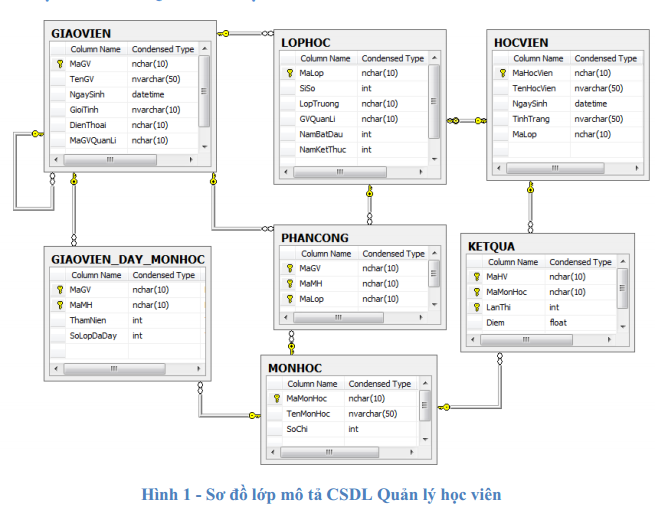 GIAOVIEN
Column Name Condensed Type
MaGV nchar(10)
TenGV nvarchar(50)
NgaySinh datetime
GioiTinh nvarchar(10)
DienThoai nchar(10)
MaGVQuanLi nchar(10)
LOPHOC
Column Name Condensed Type
MaLop nchar(10)
SiSo int
LopTruong nchar(10)
GVQuanLi nchar(10)
NamBatDau int
NamKetThuc int
HOCVIEN
Column Name Condensed Type
MaHocVien nchar(10)
TenHocVien nvarchar(50)
NgaySinh datetime
TinhTrang nvarchar(50)
MaLop nchar(10)
GIAOVIEN_DAY_MONHOC
Column Name Condensed Type
MaGV nchar(10)
MaMH nchar(10)
ThamNien int
SoLopDaDay int
PHANCONG
Column Name Condensed Type
MaGV nchar(10)
MaMH nchar(10)
MaLop nchar(10)
KETQUA
Column Name Condensed Type
MaHV nchar(10)
MaMonHoc nchar(10)
LanThi int
Diem float
MONHOC
Column Name Condensed Type
MaMonHoc nchar(10)
TenMonHoc nvarchar(50)
SoChi int
Hình 1 - Sơ đồ lớp mô tả CSDL Quản lý học viên